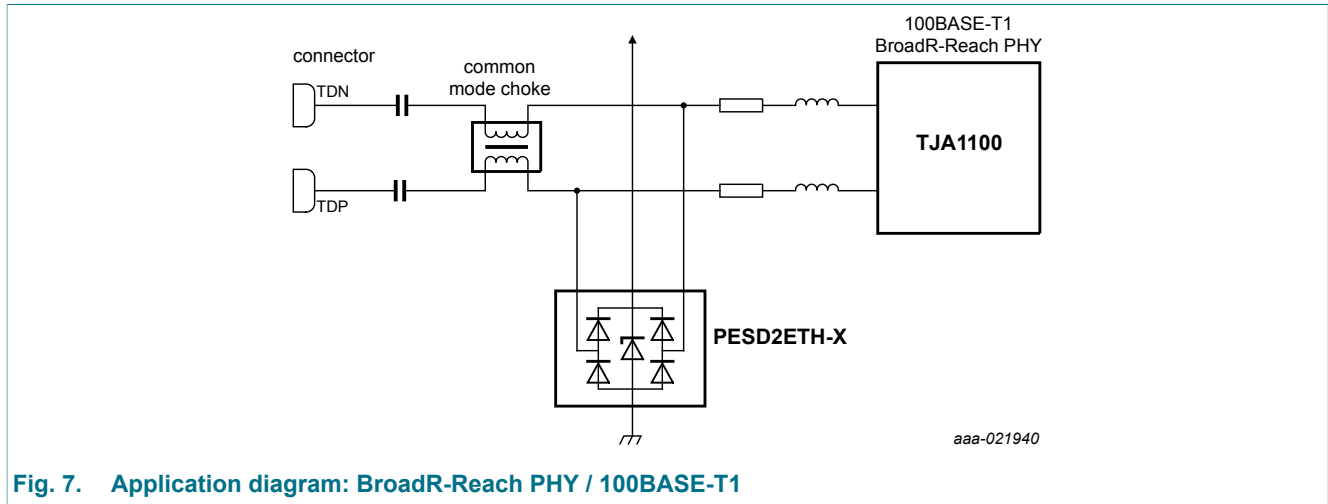 100BASE-T1
BroadR-Reach PHY
connector
common
mode choke
TDN
TJA1100
TDP
PESD2ETH-X
aaa-021940
Fig. 7. Application diagram: BroadR-Reach PHY / 100BASE-T1